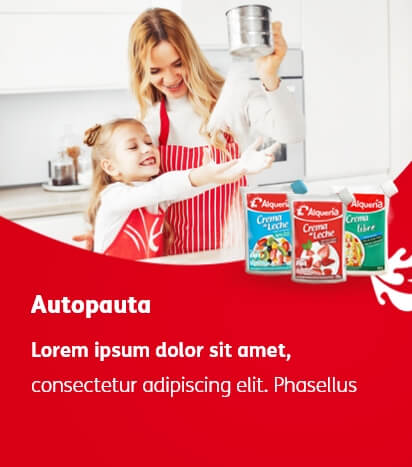 Alquería
Crema de Leche
Alquería
Crema de Leche
Alquería
Crema libre
Autopauta
Lorem ipsum dolor sit amet,
consectetur adipiscing elit. Phasellus